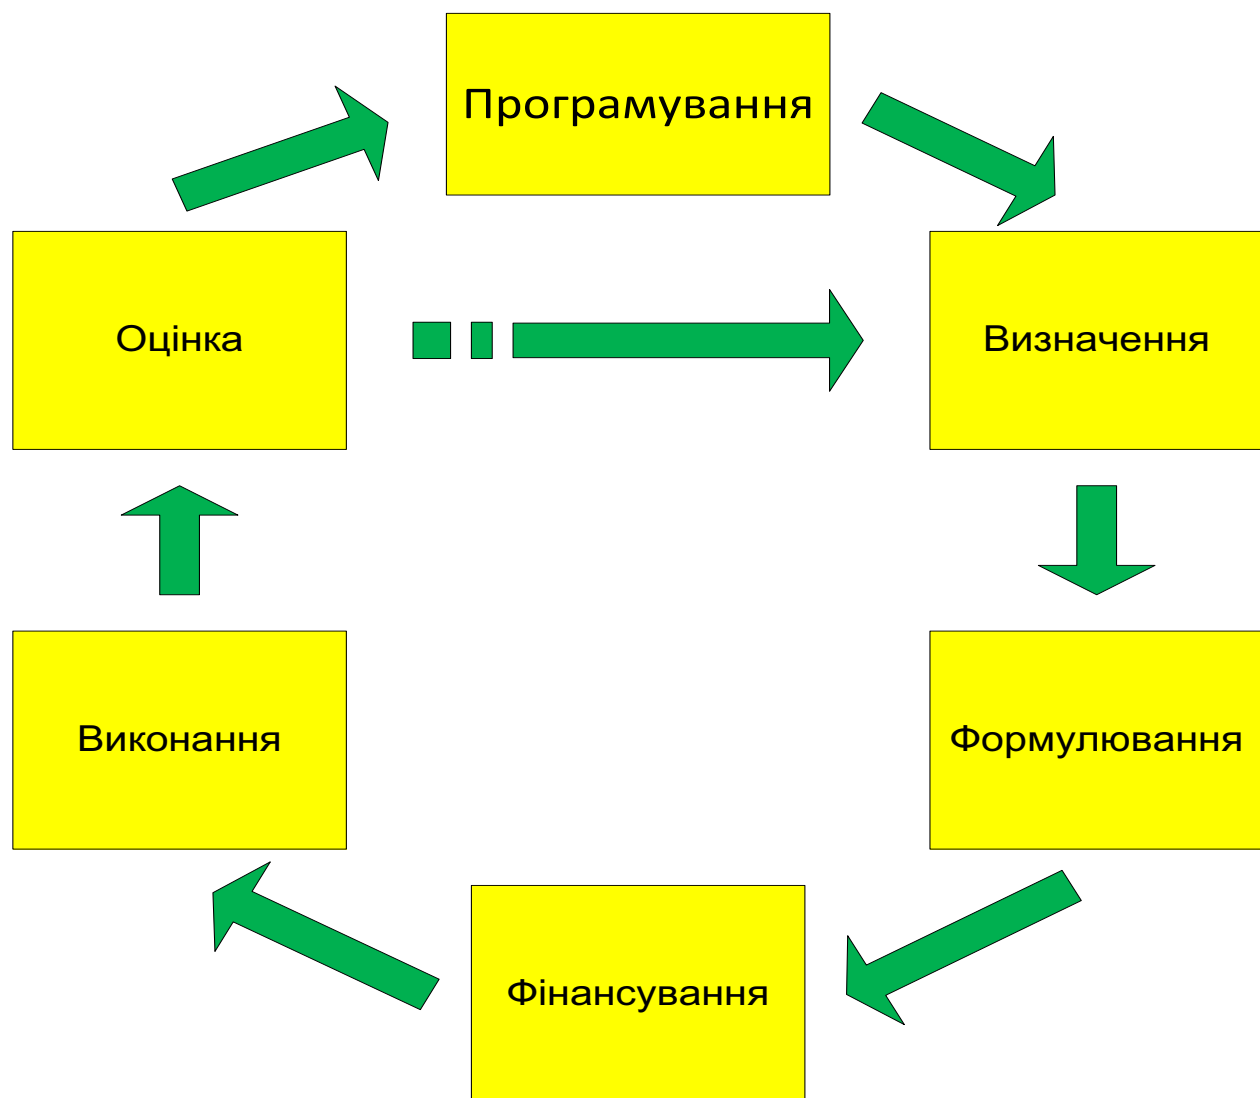 Програмування
Оцінка
Визначення
Виконання
Формулювання
Фінансування